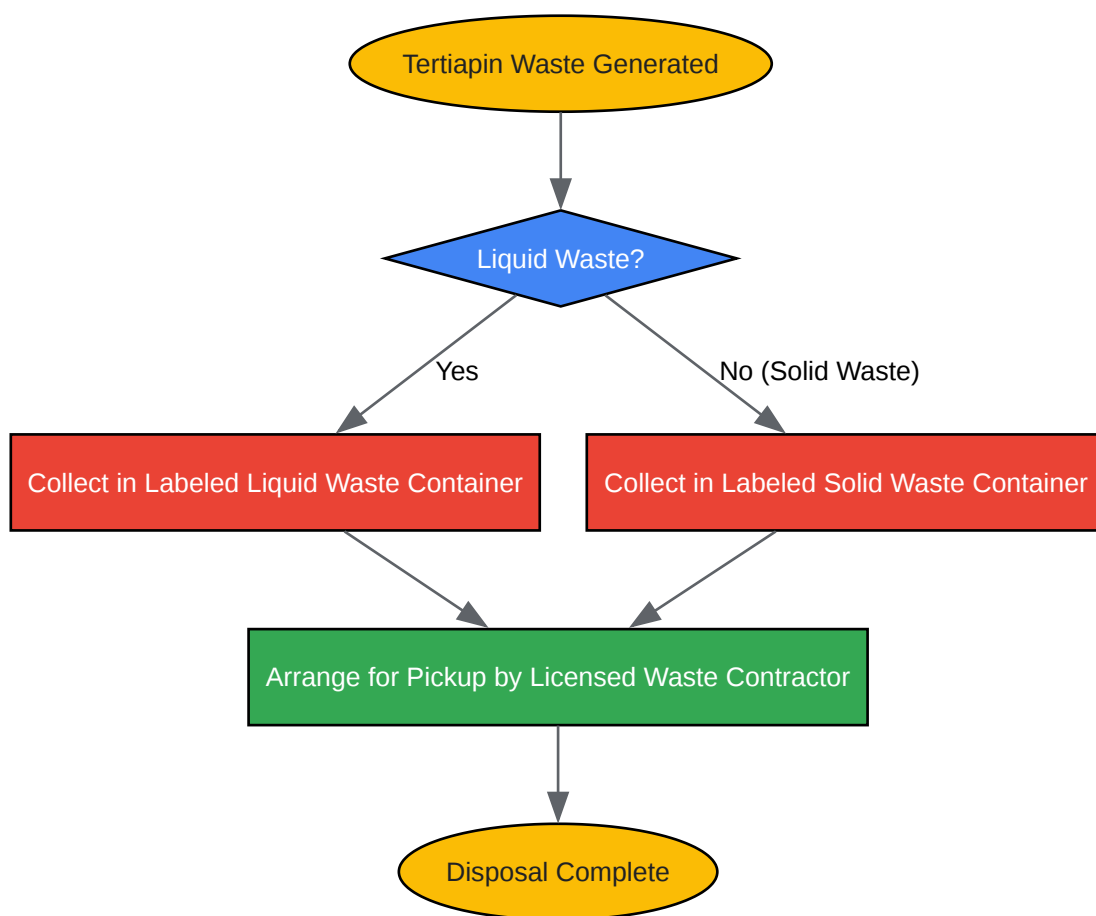 Tertiapin Waste Generated
Liquid Waste?
Yes
No (Solid Waste)
Collect in Labeled Liquid Waste Container
Collect in Labeled Solid Waste Container
Arrange for Pickup by Licensed Waste Contractor
Disposal Complete